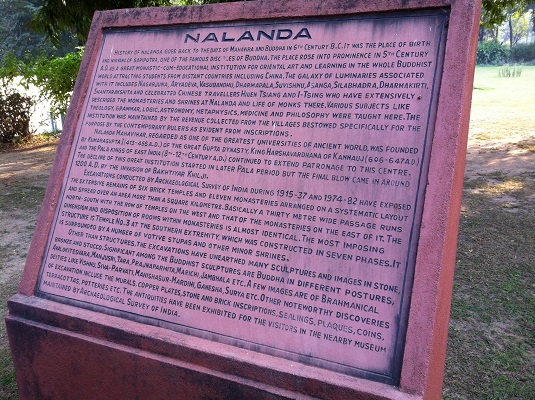 NALANDA
HISTORY OF NALANDA GOES BACK TO THE DAYS OF MAHAVIRA AND BUDDHA IN 6TH CENTURY B.C. IT WAS THE PLACE OF BIRTH
AND NIRVANA OF SARIPUTRA, ONE OF THE FAMOUS DISCIPLES OF BUDDHA. THE PLACE ROSE INTO PROMINENCE IN 5TH CENTURY
A.D. AS A GREAT MONASTIC-CUM-EDUCATIONAL INSTITUTION FOR ORIENTAL ART AND LEARNING IN THE WHOLE BUDDHIST
WORLD ATTRACTING STUDENTS FROM DISTANT COUNTRIES INCLUDING CHINA. THE GALAXY OF LUMINARIES ASSOCIATED
WITH IT INCLUDES NAGARJUNA, ARYADEVA, VASUBANDHU, DHARMAPALA, SUVISHNU, ASANGA, SILABHADRA, DHARMAKIRTI,
SHANTARAKSHITA AND CELEBRATED CHINESE TRAVELLERS HIUEN TSIANG AND I-TSING WHO HAVE EXTENSIVELY
DESCRIBED THE MONASTERIES AND SHRINES AT NALANDA AND LIFE OF MONKS THERE. VARIOUS SUBJECTS LIKE
THEOLOGY, GRAMMAR, LOGIC, ASTRONOMY, METAPHYSICS, MEDICINE AND PHILOSOPHY WERE TAUGHT HERE. THE
INSTITUTION WAS MAINTAINED BY THE REVENUE COLLECTED FROM THE VILLAGES BESTOWED SPECIFICALLY FOR THE
PURPOSE BY THE CONTEMPORARY RULERS AS EVIDENT FROM INSCRIPTIONS.
NALANDA MAHAVIHAR, REGARDED AS ONE OF THE GREATEST UNIVERSITIES OF ANCIENT WORLD, WAS FOUNDED
BY KUMARAGUPTA I (413-455 A.D.) OF THE GREAT GUPTA DYNASTY. KING HARSHAVARDHANA OF KANNAUJ (606-647 AD)
AND THE PALA KINGS OF EAST INDIA (8TH-12TH CENTURY A.D.) CONTINUED TO EXTEND PATRONAGE TO THIS CENTRE.
THE DECLINE OF THIS GREAT INSTITUTION STARTED IN LATER PALA PERIOD BUT THE FINAL BLOW CAME IN AROUND
1200 A.D. BY THE INVASION OF BAKHTIYAR KHILJI.
EXCAVATIONS CONDUCTED BY ARCHAEOLOGICAL SURVEY OF INDIA DURING 1915-37 AND 1974-82 HAVE EXPOSED
THE EXTENSIVE REMAINS OF SIX BRICK TEMPLES AND ELEVEN MONASTERIES ARRANGED ON A SYSTEMATIC LAYOUT
AND SPREAD OVER AN AREA MORE THAN A SQUARE KILOMETRE. BASICALLY A THIRTY METRE WIDE PASSAGE RUNS
NORTH-SOUTH WITH THE ROW OF TEMPLES ON THE WEST AND THAT OF THE MONASTERIES ON THE EAST OF IT. THE
DIMENSION AND DISPOSITION OF ROOMS WITHIN MONASTERIES IS ALMOST IDENTICAL. THE MOST IMPOSING
STRUCTURE IS TEMPLE NO. 3 AT THE SOUTHERN EXTREMITY WHICH WAS CONSTRUCTED IN SEVEN PHASES. IT
IS SURROUNDED BY A NUMBER OF VOTIVE STUPAS AND OTHER MINOR SHRINES.
OTHER THAN STRUCTURES, THE EXCAVATIONS HAVE UNEARTHED MANY SCULPTURES AND IMAGES IN STONE,
BRONZE AND STUCCO. SIGNIFICANT AMONG THE BUDDHIST SCULPTURES ARE BUDDHA IN DIFFERENT POSTURES,
AVALOKITESVARA, MANJUSRI, TARA, PRAJNAPARMITA, MARICHI, JAMBHALA ETC. A FEW IMAGES ARE OF BRAHMANICAL
DEITIES LIKE VISHNU, SIVA-PARVATI, MAHISHASUR-MARDINI, GANESHA, SURYA ETC. OTHER NOTEWORTHY DISCOVERIES
OF EXCAVATION INCLUDE THE MURALS, COPPER PLATES, STONE AND BRICK INSCRIPTIONS, SEALINGS, PLAQUES, COINS,
TERRACOTTAS, POTTERIES ETC. THE ANTIQUITIES HAVE BEEN EXHIBITED FOR THE VISITORS IN THE NEARBY MUSEUM
MAINTAINED BY ARCHAEOLOGICAL SURVEY OF INDIA.